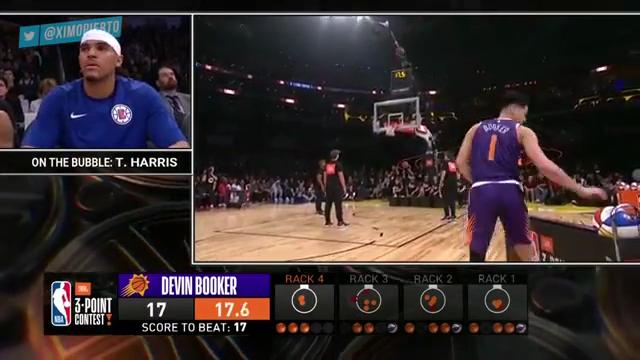 @XIMOPIERTO
ON THE BUBBLE: T. HARRIS
BOOKER
1
NBA
JBL
3-POINT
CONTEST
DEVIN BOOKER
17
17.6
SCORE TO BEAT: 17
RACK 4
RACK 3
RACK 2
RACK 1